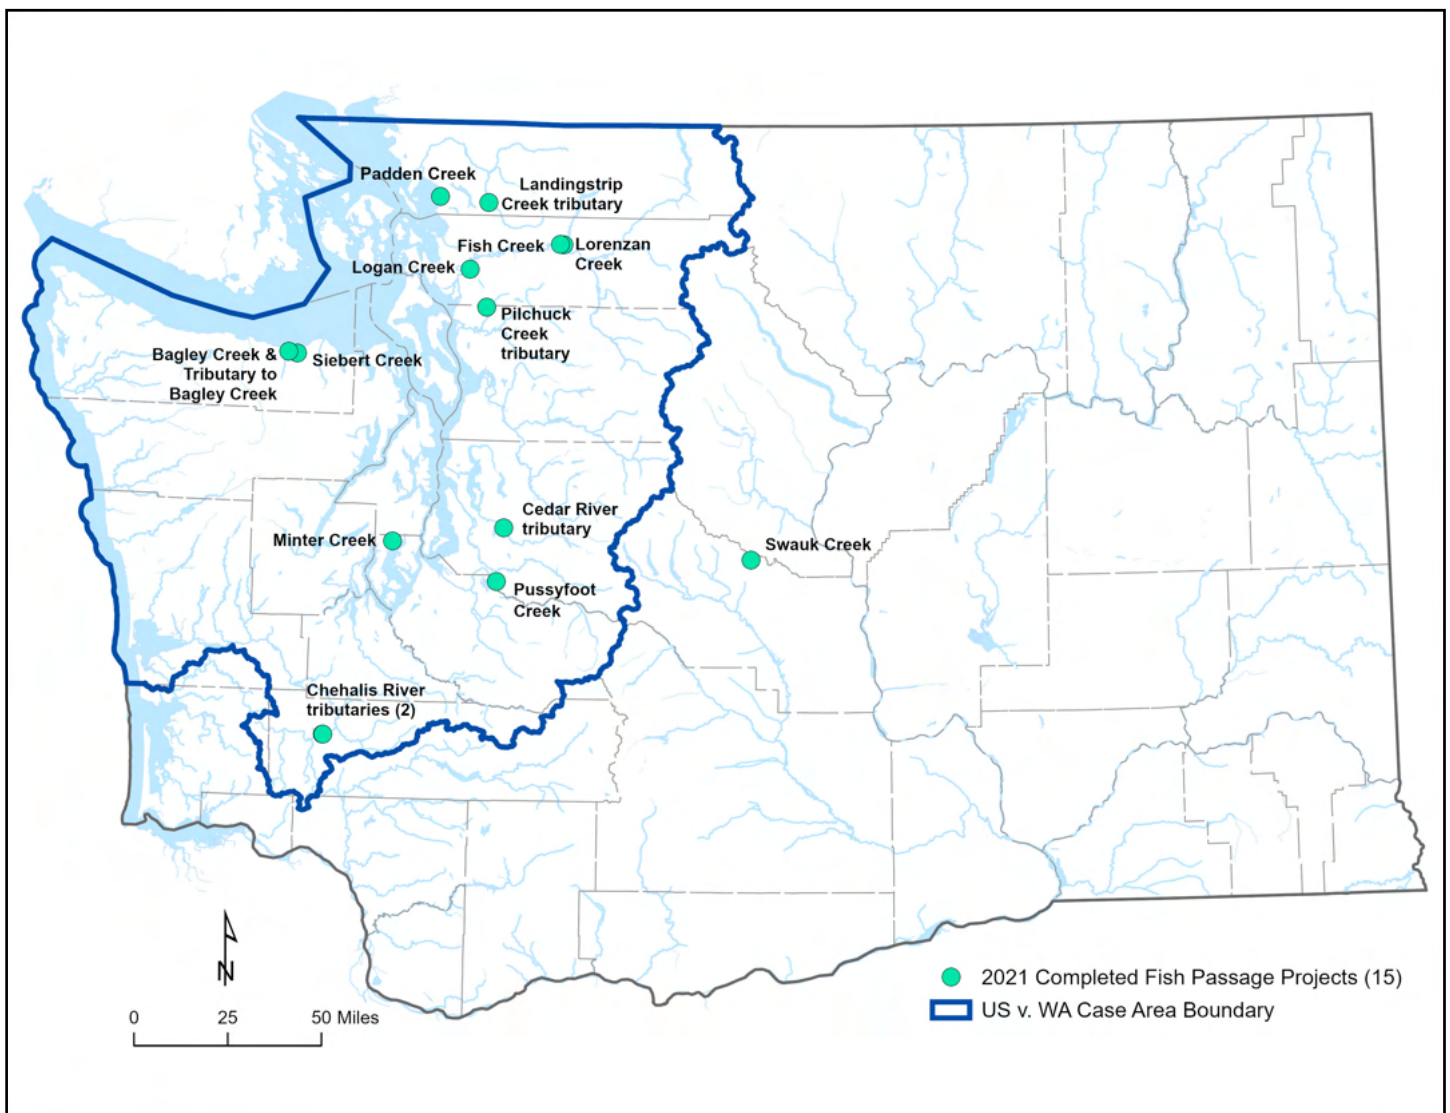 Padden Creek
Landingstrip
Creek tributary
Fish Creek
Lorenzan
Creek
Logan Creek
Pilchuck
Creek
tributary
Bagley Creek &
Tributary to
Bagley Creek
Siebert Creek
Cedar River
tributary
Minter Creek
Swauk Creek
Pussyfoot
Creek
Chehalis River
tributaries (2)
N
0 25 50 Miles
2021 Completed Fish Passage Projects (15)
US v. WA Case Area Boundary